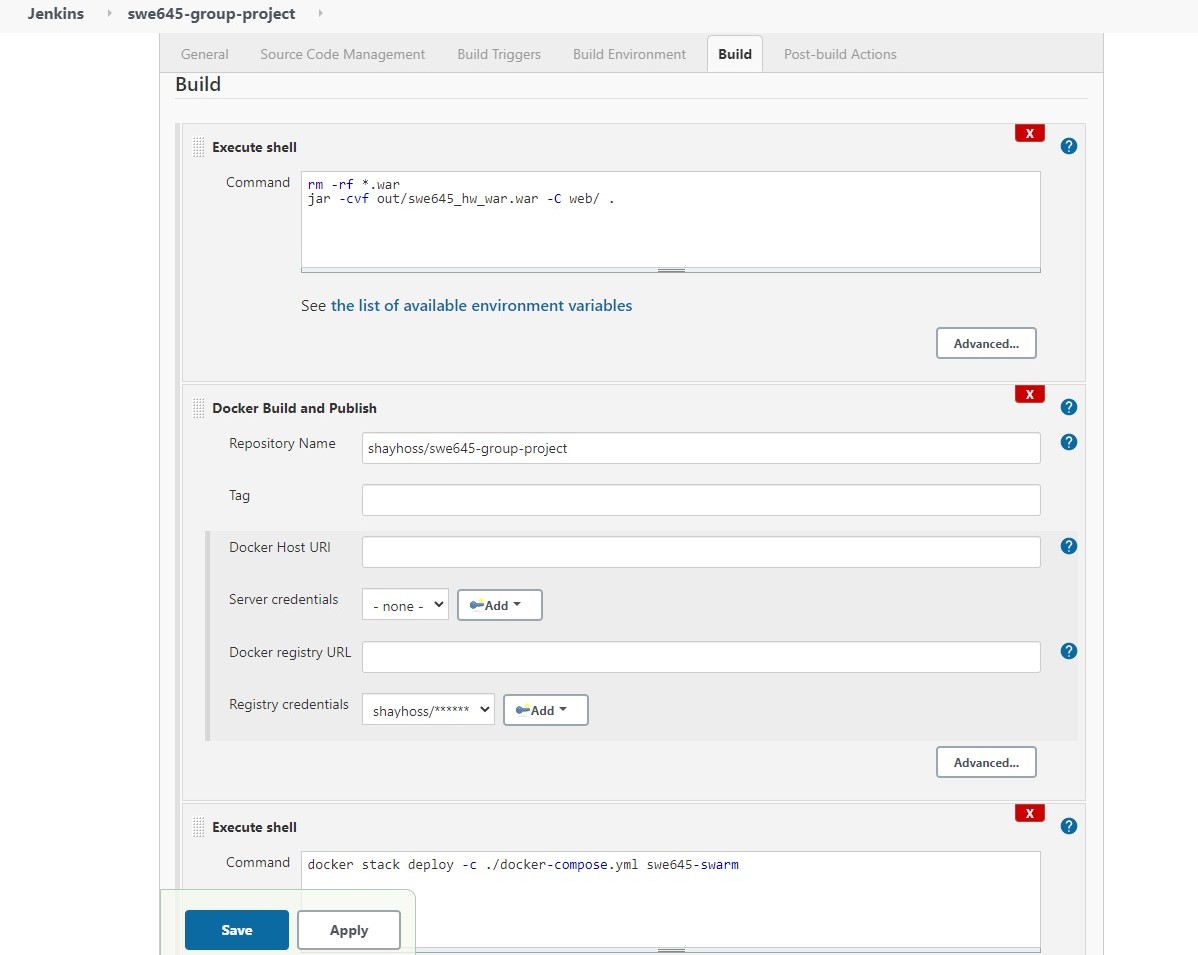 Jenkins swe645-group-project
General Source Code Management Build Triggers Build Environment Build Post-build Actions
Build
X
Execute shell ?
Command
rm -rf *.war
jar -cvf out/swe645_hw_war.war -C web/ .
See the list of available environment variables
Advanced...
X
Docker Build and Publish ?
Repository Name shayhoss/swe645-group-project ?
Tag
Docker Host URI ?
Server credentials - none - Add
Docker registry URL ?
Registry credentials shayhoss/****** Add
Advanced...
X
Execute shell ?
Command docker stack deploy -c ./docker-compose.yml swe645-swarm
Save Apply